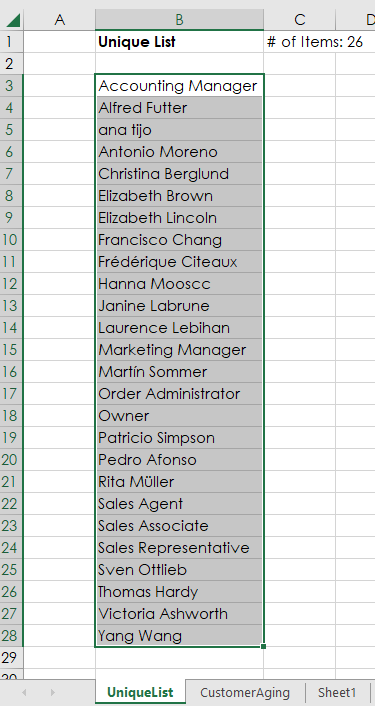 A B C D
1 Unique List # of Items: 26
2
3 Accounting Manager
4 Alfred Futter
5 ana tijo
6 Antonio Moreno
7 Christina Berglund
8 Elizabeth Brown
9 Elizabeth Lincoln
10 Francisco Chang
11 Frédérique Citeaux
12 Hanna Mooscc
13 Janine Labrune
14 Laurence Lebihan
15 Marketing Manager
16 Martín Sommer
17 Order Administrator
18 Owner
19 Patricio Simpson
20 Pedro Afonso
21 Rita Müller
22 Sales Agent
23 Sales Associate
24 Sales Representative
25 Sven Ottlieb
26 Thomas Hardy
27 Victoria Ashworth
28 Yang Wang
29
30
UniqueList CustomerAging Sheet1